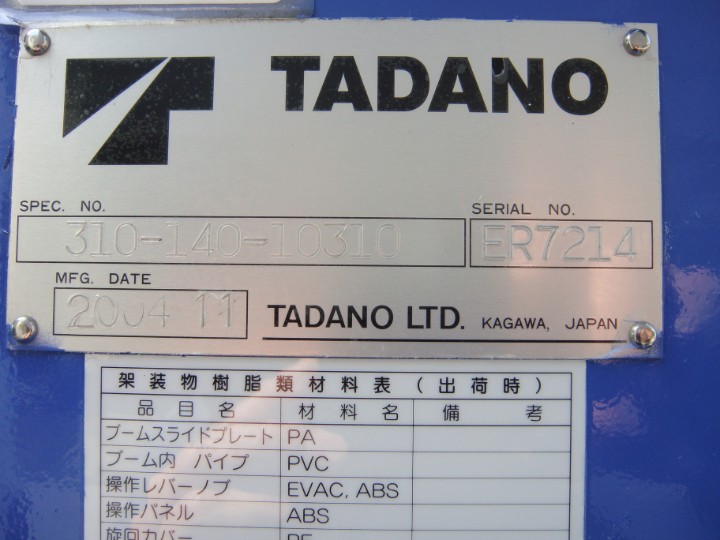 TADANO
SPEC. NO.
310-140-10310
SERIAL NO.
ER7214
MFG. DATE
2004 11
TADANO LTD. KAGAWA, JAPAN
架装物樹脂類材料表(出荷時)
品目名 材料名 備考
ブームスライドプレート PA
ブーム内 パイプ PVC
操作レバーノブ EVAC, ABS
操作パネル ABS
旋回カバー PE